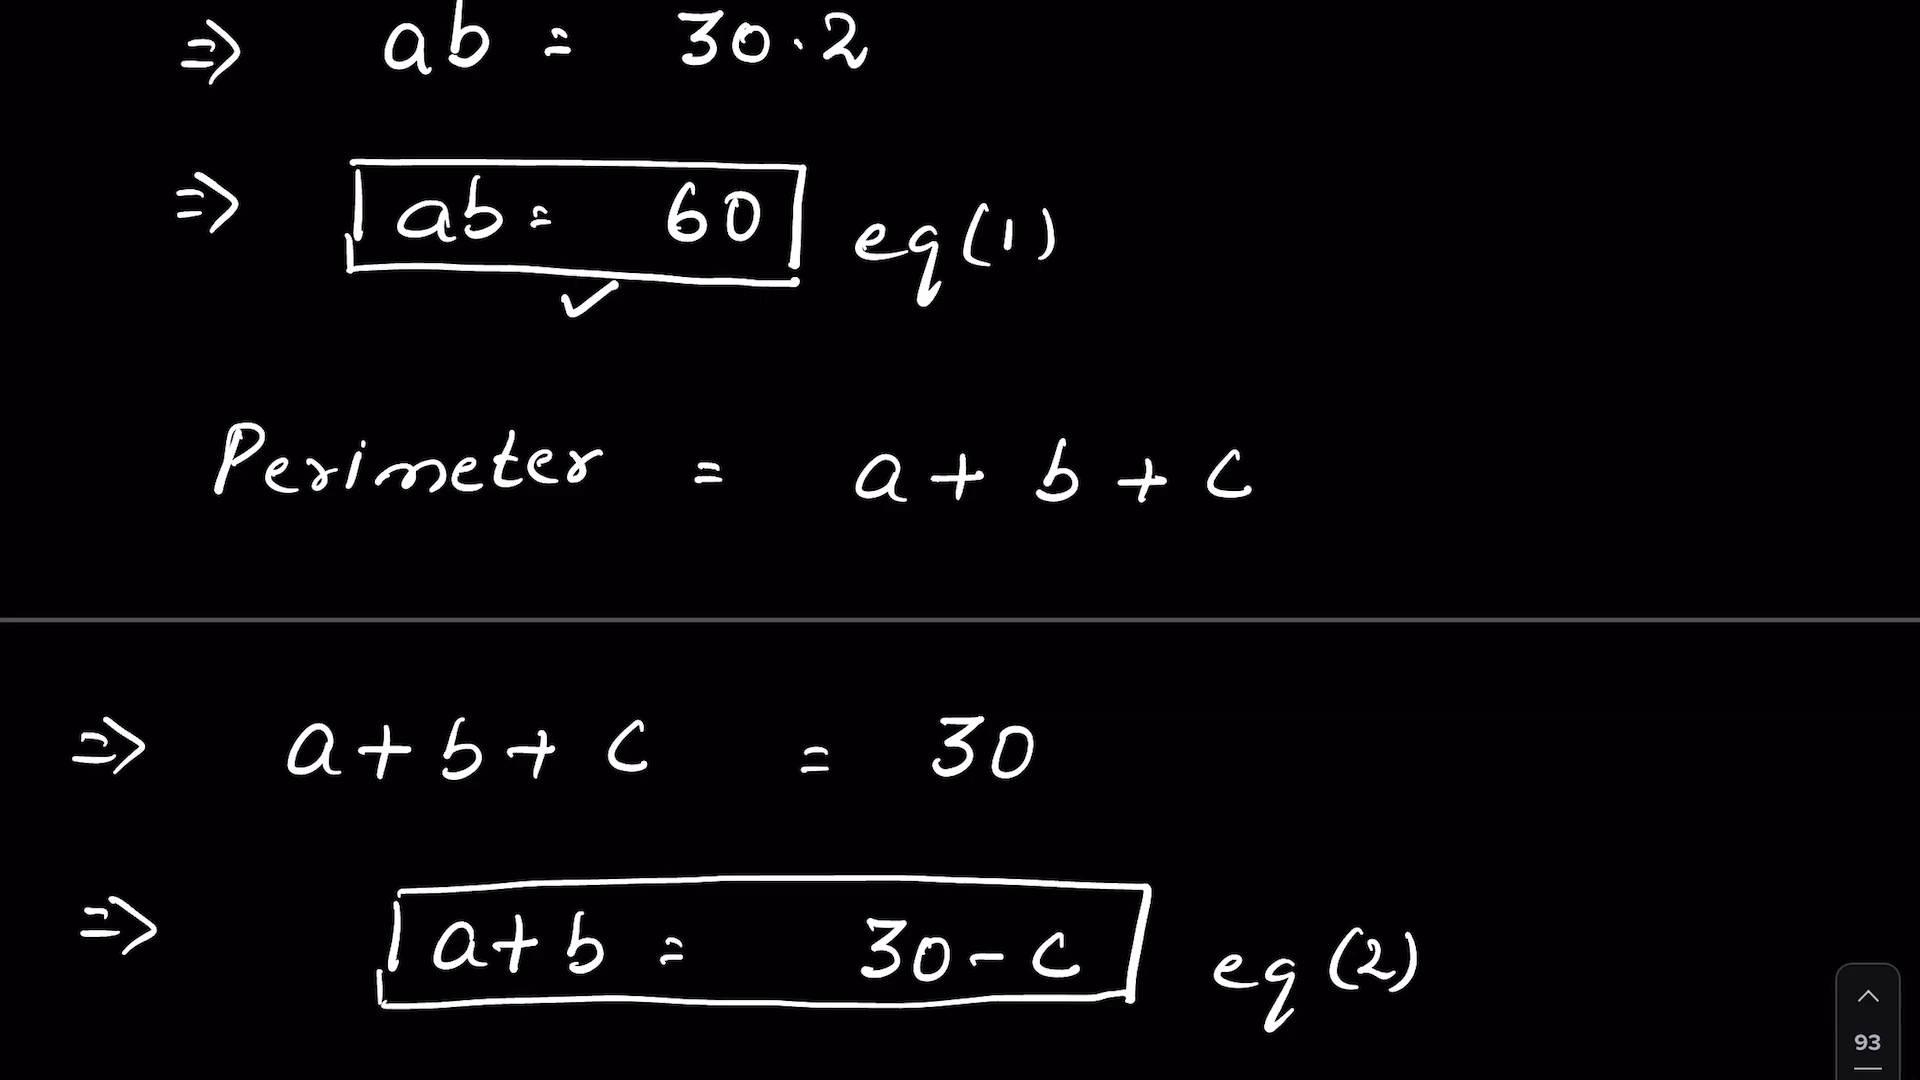 ⇒ ab = 30·2
⇒ ab = 60 eq(1)
Perimeter = a + b + c
⇒ a + b + c = 30
⇒ a + b = 30 - c eq (2)
93